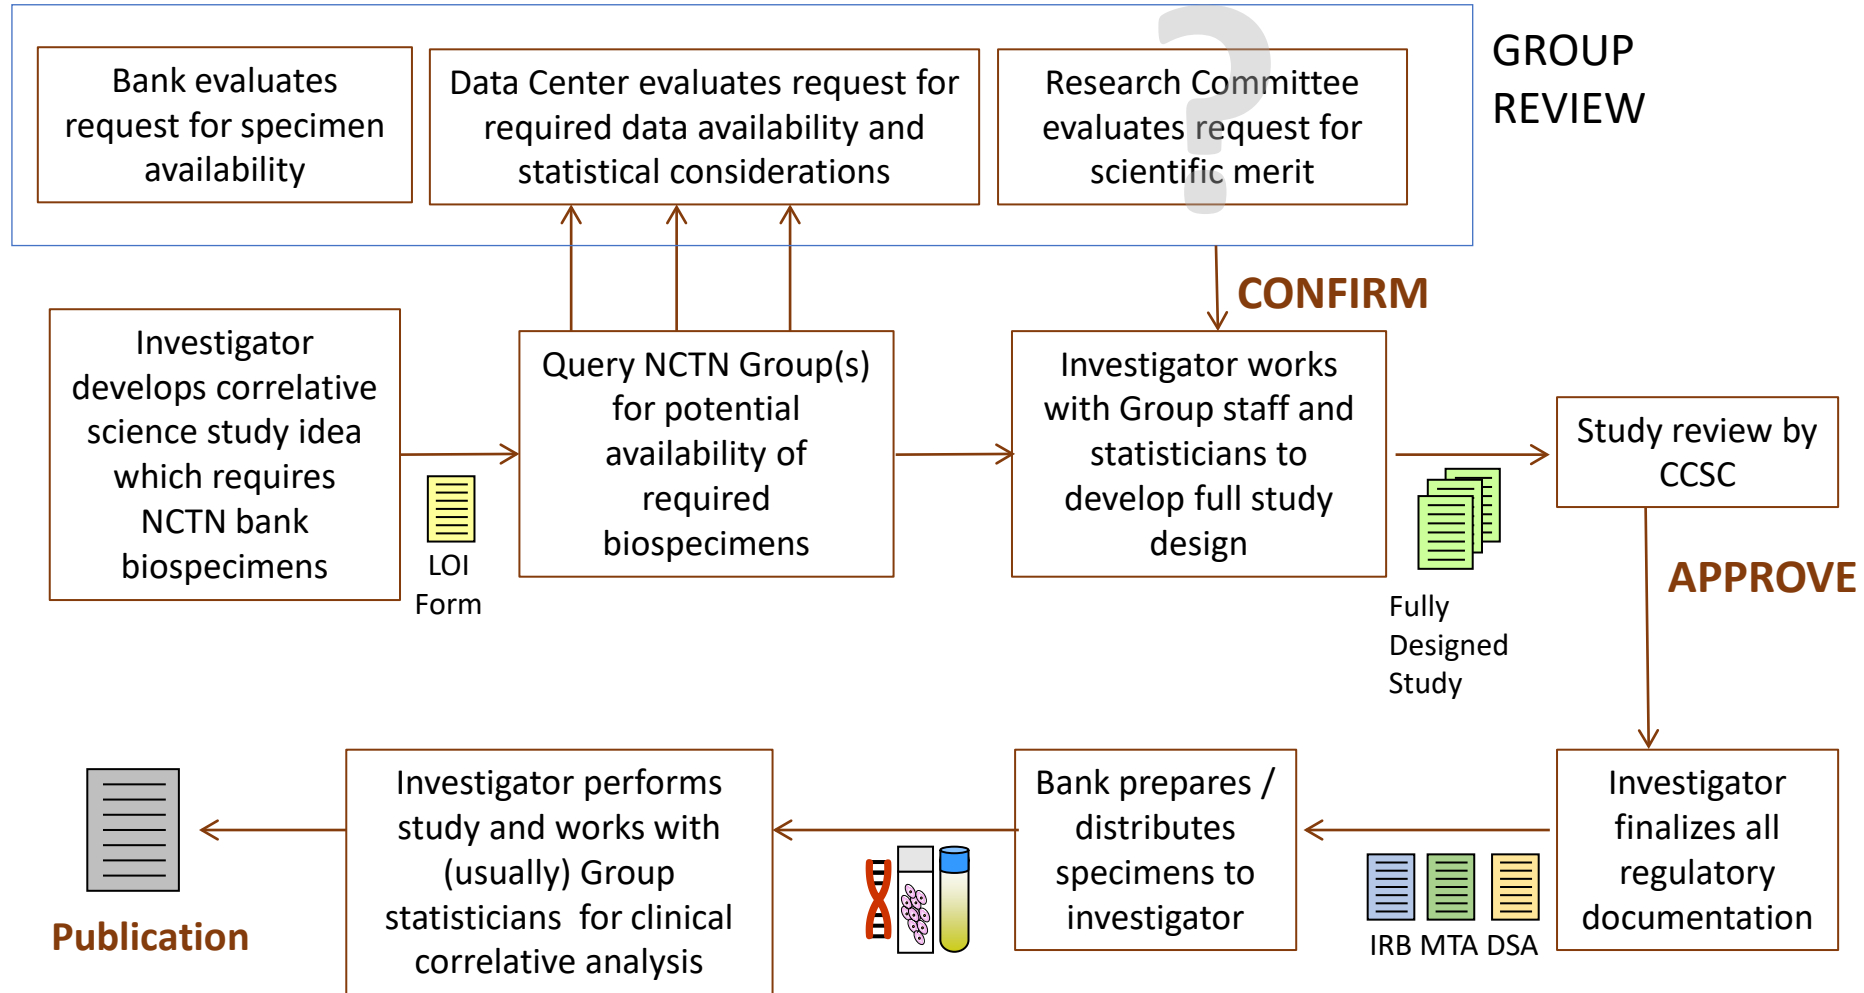 Bank evaluates
request for specimen
availability
Data Center evaluates request for
required data availability and
statistical considerations
Research Committee
evaluates request for
scientific merit
?
GROUP
REVIEW
CONFIRM
Investigator
develops correlative
science study idea
which requires
NCTN bank
biospecimens
LOI
Form
Query NCTN Group(s)
for potential
availability of
required
biospecimens
Investigator works
with Group staff and
statisticians to
develop full study
design
Fully
Designed
Study
Study review by
CCSC
APPROVE
Investigator
finalizes all
regulatory
documentation
IRB MTA DSA
Bank prepares /
distributes
specimens to
investigator
Investigator performs
study and works with
(usually) Group
statisticians for clinical
correlative analysis
Publication